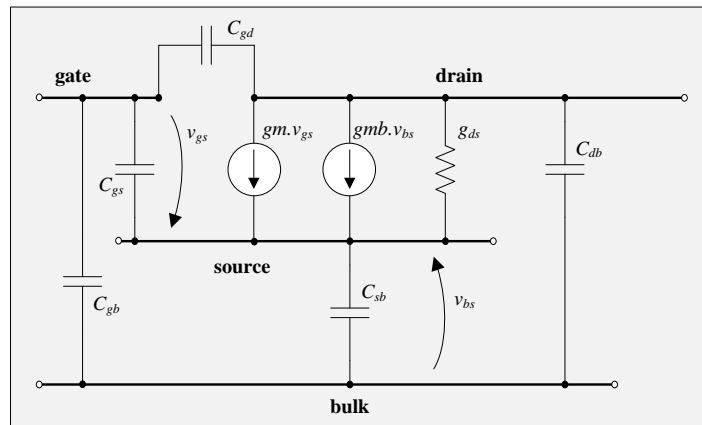 C_gd
gate
drain
v_gs
gm.v_gs
gmb.v_bs
g_ds
C_db
C_gs
source
C_gb
C_sb
v_bs
bulk